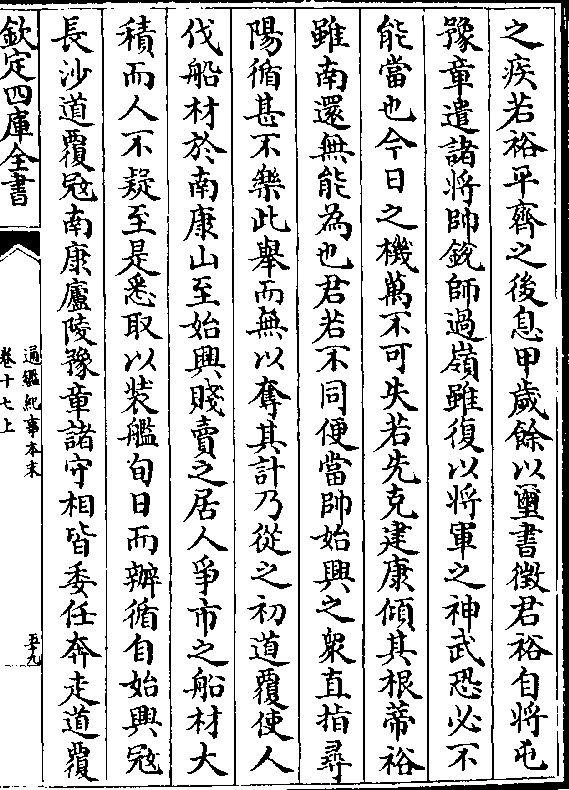 之疾若裕平齊之後息甲歲餘以璽書徵君裕自將屯
豫章遣諸將帥銳師過嶺雖復以將軍之神武恐必不
能當也今日之機萬不可失若先克建康傾其根蔕裕
雖南還無能為也君若不同便當帥始興之衆直指尋
陽循甚不樂此舉而無以奪其計乃從之初道覆使人
伐船材於南康山至始興賤賣之居人爭市之船材大
積而人不疑至是悉取以装艦旬日而辦循自始興冦
長沙道覆冦南康廬陵豫章諸守相皆委任奔走道覆
欽定四庫全書
通鑑紀事本末
卷十七上
五十九